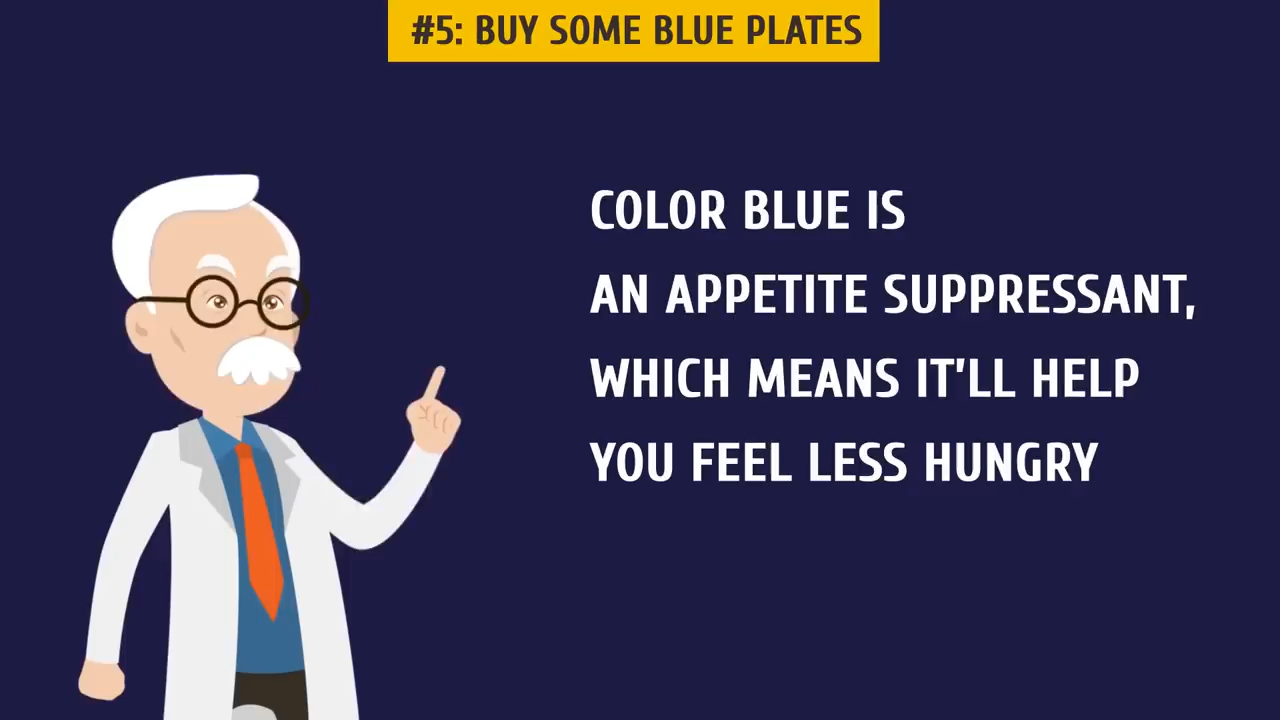 #5: BUY SOME BLUE PLATES
COLOR BLUE IS
AN APPETITE SUPPRESSANT,
WHICH MEANS IT'LL HELP
YOU FEEL LESS HUNGRY